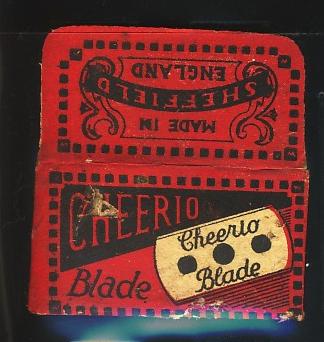 MADE IN
SHEFFIELD
ENGLAND
CHEERIO
Blade
Cheerio
Blade